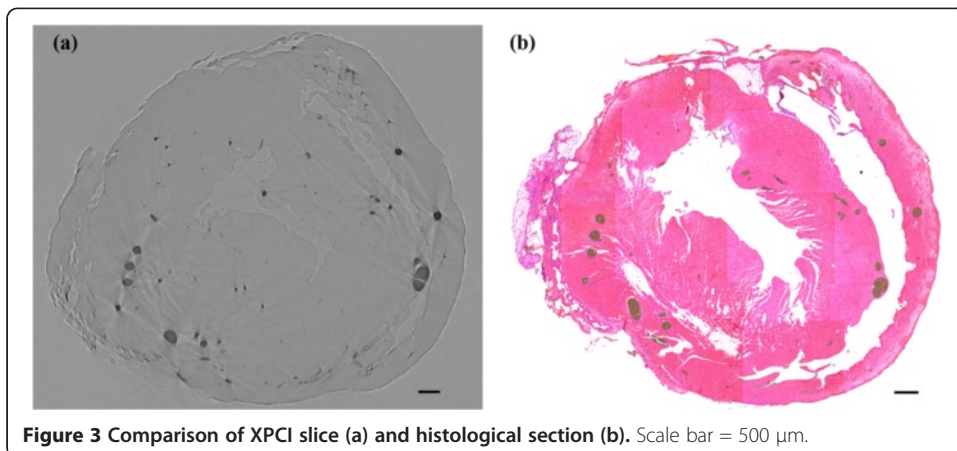 (a)
(b)
Figure 3 Comparison of XPCI slice (a) and histological section (b). Scale bar = 500 μm.